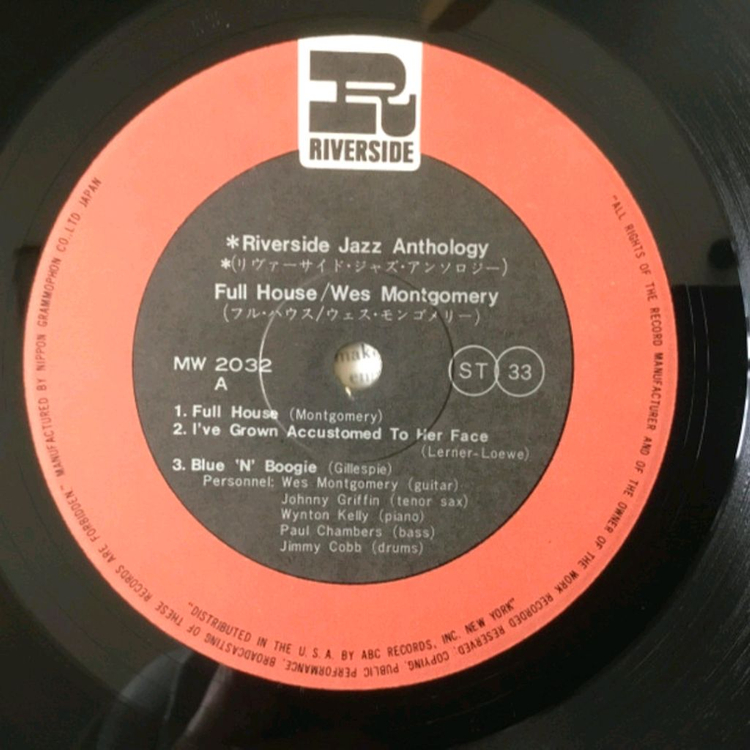 R
RIVERSIDE
*Riverside Jazz Anthology
*(リヴァーサイド・ジャズ・アンソロジー)
Full House/Wes Montgomery
(フル・ハウス/ウェス・モンゴメリー)
MW 2032
A
ST 33
1. Full House (Montgomery)
2. I've Grown Accustomed To Her Face
(Lerner-Loewe)
3. Blue 'N' Boogie (Gillespie)
Personnel: Wes Montgomery (guitar)
Johnny Griffin (tenor sax)
Wynton Kelly (piano)
Paul Chambers (bass)
Jimmy Cobb (drums)
"DISTRIBUTED IN THE U. S. A. BY ABC RECORDS, INC. NEW YORK"
"ALL RIGHTS OF THE RECORD MANUFACTURER AND OF THE OWNER OF THE WORK RECORDED RESERVED. COPYING, PUBLIC PERFORMANCE, BROADCASTING OF THESE RECORDS ARE FORBIDDEN" MANUFACTURED BY NIPPON GRAMMOPHON CO., LTD JAPAN